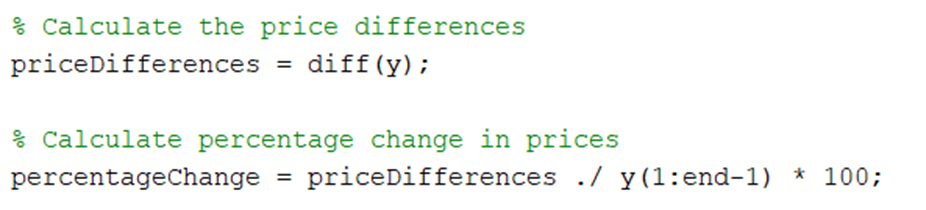 % Calculate the price differences
priceDifferences = diff(y);
% Calculate percentage change in prices
percentageChange = priceDifferences ./ y(1:end-1) * 100;